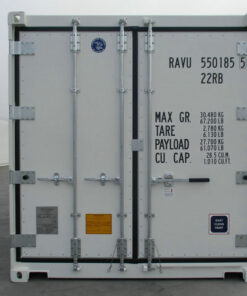 RAVU 550185 5
22RB
MAX GR. 30.480 KG
67.200 LB
TARE 2.780 KG
6.130 LB
PAYLOAD 27.700 KG
61.070 LB
CU. CAP. 28.5 CU.M.
1.010 CU.FT.